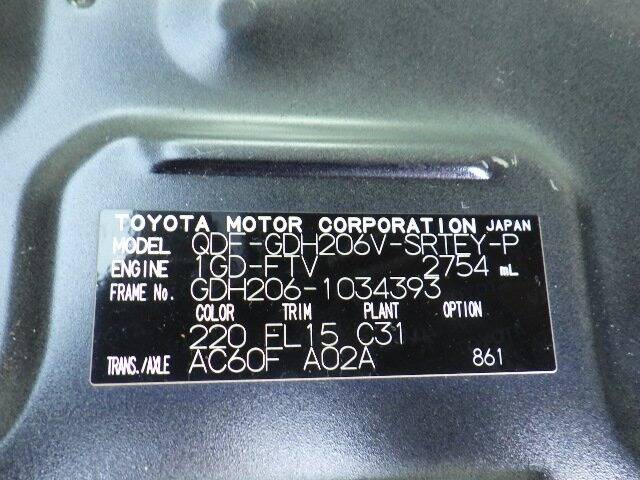 TOYOTA MOTOR CORPORATION JAPAN
MODEL QDF-GDH206V-SRTEY-P
ENGINE 1GD-FTV 2754 mL
FRAME No. GDH206-1034393
COLOR TRIM PLANT OPTION
220 FL15 C31
TRANS./AXLE AC60F A02A 861